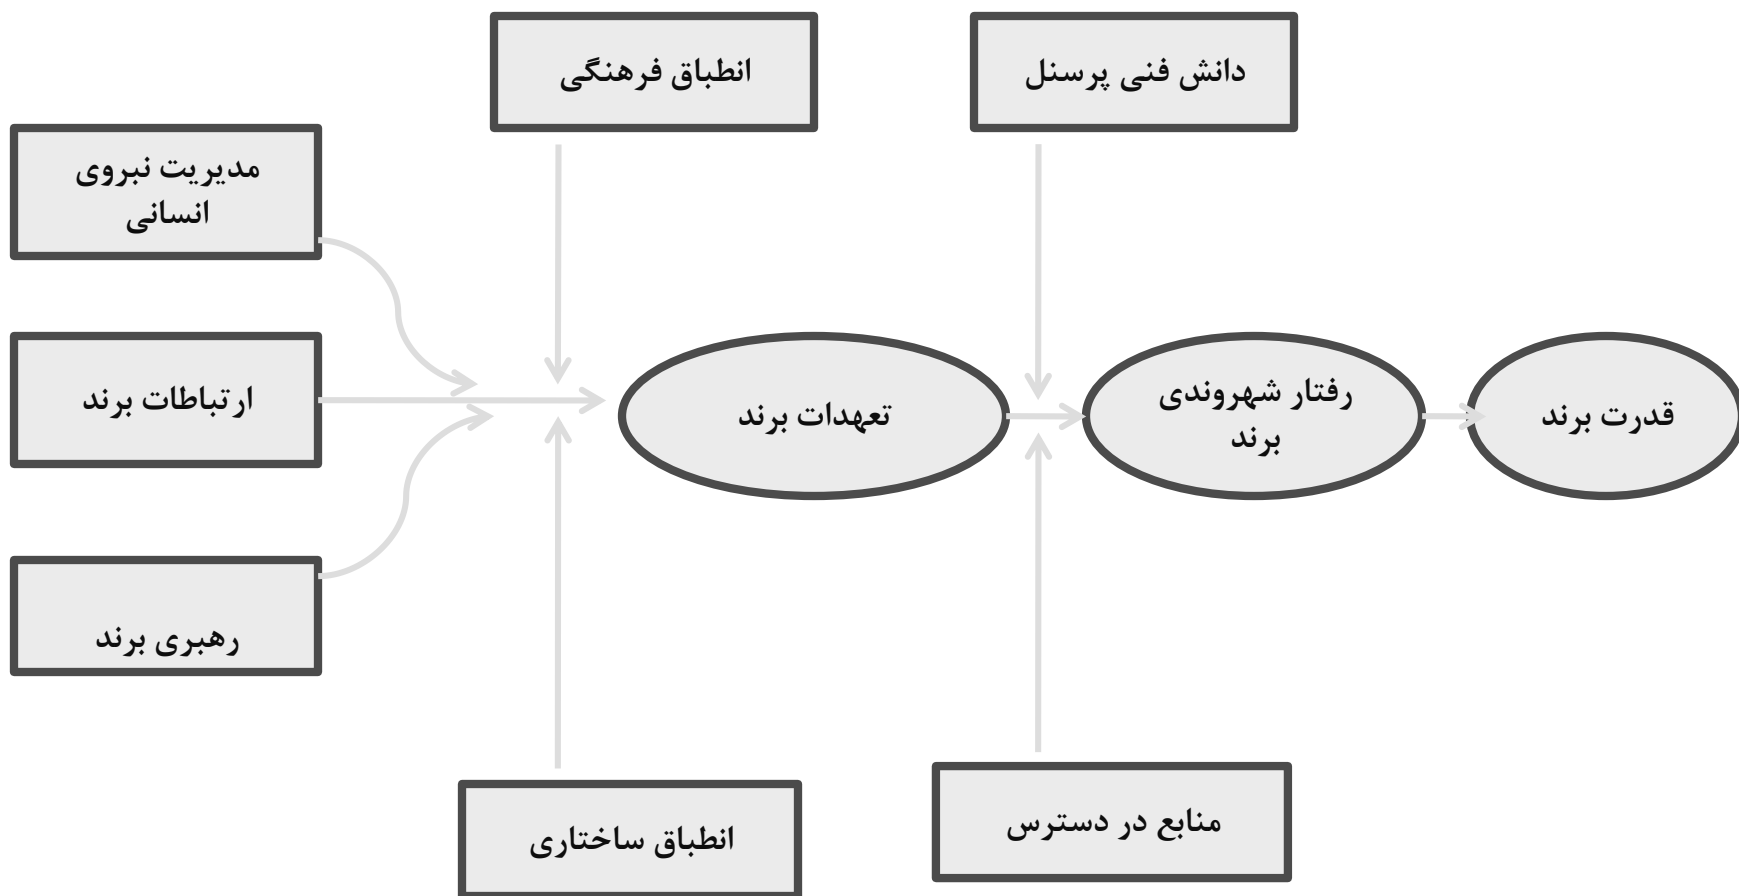 انطباق فرهنگی
دانش فنی پرسنل
مدیریت نبروی
انسانی
ارتباطات برند
تعهدات برند
رفتار شهروندی
برند
قدرت برند
رهبری برند
انطباق ساختاری
منابع در دسترس